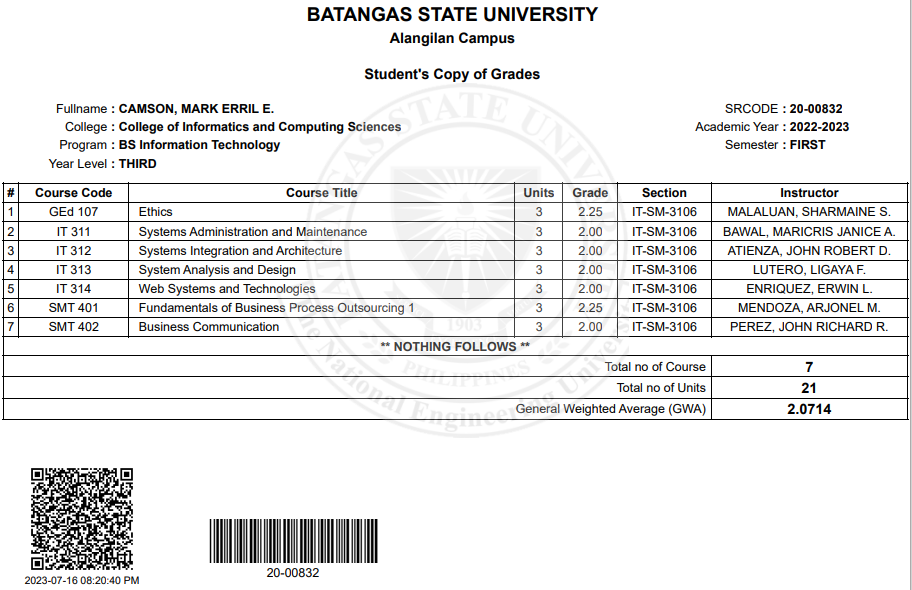 BATANGAS STATE UNIVERSITY
Alangilan Campus
Student's Copy of Grades
Fullname : CAMSON, MARK ERRIL E. SRCODE : 20-00832
College : College of Informatics and Computing Sciences Academic Year : 2022-2023
Program : BS Information Technology Semester : FIRST
Year Level : THIRD
# Course Code Course Title Units Grade Section Instructor
1 GEd 107 Ethics 3 2.25 IT-SM-3106 MALALUAN, SHARMAINE S.
2 IT 311 Systems Administration and Maintenance 3 2.00 IT-SM-3106 BAWAL, MARICRIS JANICE A.
3 IT 312 Systems Integration and Architecture 3 2.00 IT-SM-3106 ATIENZA, JOHN ROBERT D.
4 IT 313 System Analysis and Design 3 2.00 IT-SM-3106 LUTERO, LIGAYA F.
5 IT 314 Web Systems and Technologies 3 2.00 IT-SM-3106 ENRIQUEZ, ERWIN L.
6 SMT 401 Fundamentals of Business Process Outsourcing 1 3 2.25 IT-SM-3106 MENDOZA, ARJONEL M.
7 SMT 402 Business Communication 3 2.00 IT-SM-3106 PEREZ, JOHN RICHARD R.
** NOTHING FOLLOWS **
Total no of Course 7
Total no of Units 21
General Weighted Average (GWA) 2.0714
BATANGAS STATE UNIVERSITY
1903
PHILIPPINES
The National Engineering University
2023-07-16 08:20:40 PM
20-00832